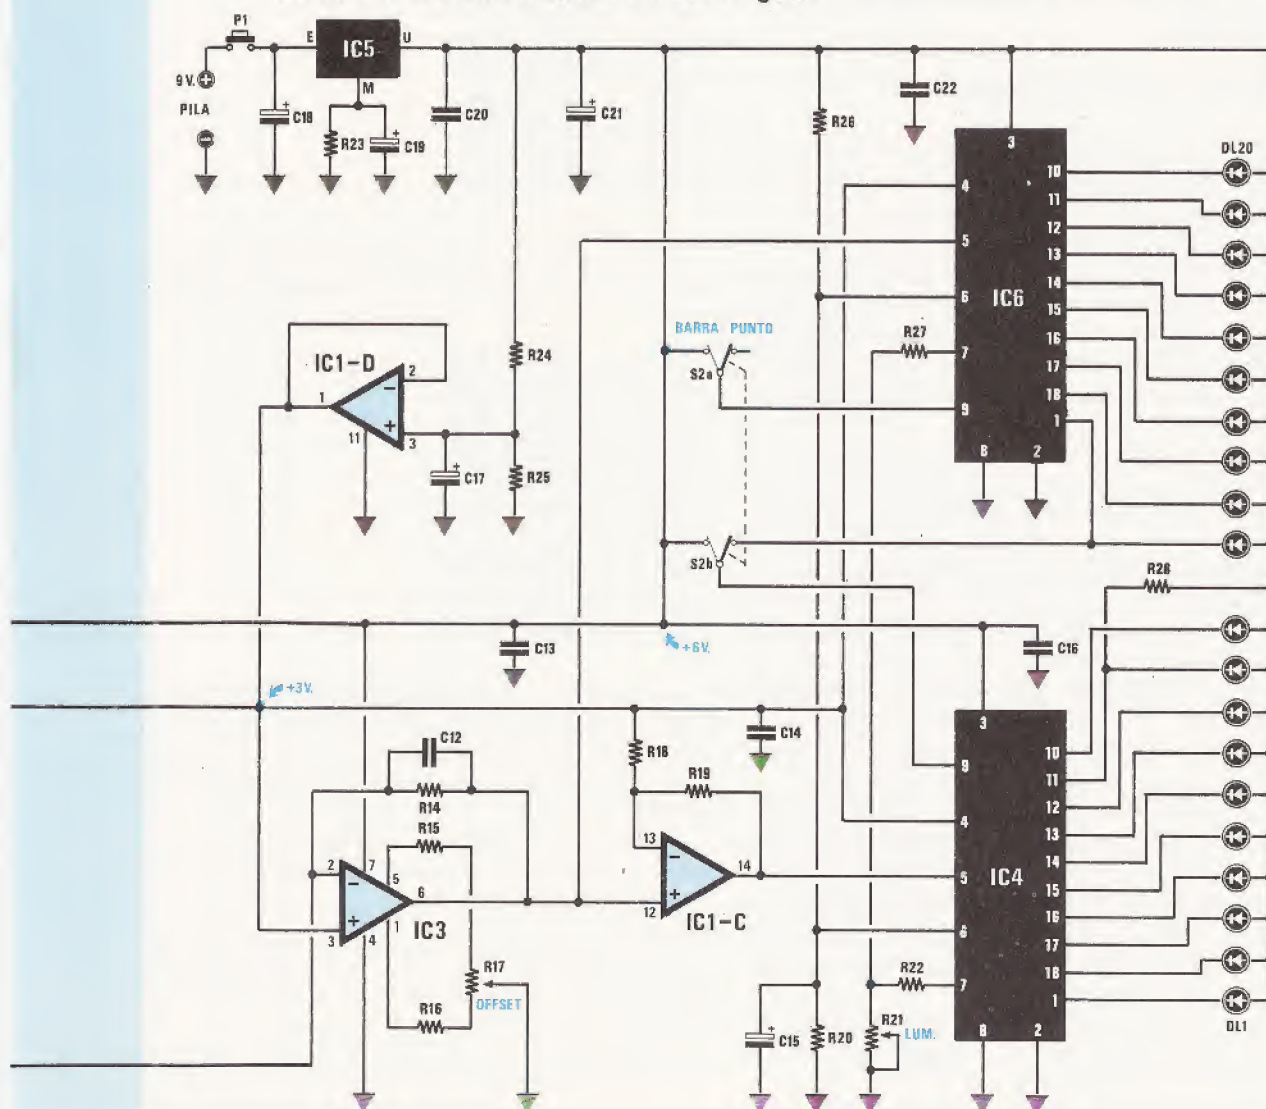 P1
E
IC5
U
9 V.
PILA
M
C18
R23
C19
C20
C21
R26
C22
3
DL20
4
5
6
7
9
8
2
IC6
10
11
12
13
14
15
16
17
18
1
R27
BARRA PUNTO
S2a
S2b
IC1-D
1
2
3
11
R24
C17
R25
R28
C13
+6V.
C16
+3V.
C12
R14
R15
R18
R19
C14
2
3
7
5
6
1
4
IC3
R17
OFFSET
R16
13
12
14
IC1-C
3
9
4
5
6
7
8
2
IC4
10
11
12
13
14
15
16
17
18
1
DL1
R22
R21
LUM.
C15
R20